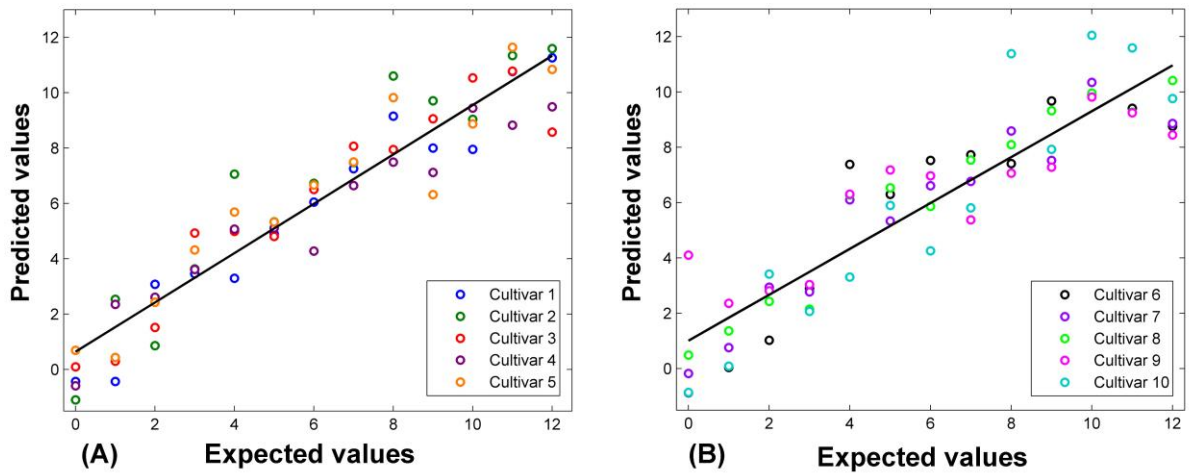 12
10
8
6
4
2
0
Predicted values
Cultivar 1
Cultivar 2
Cultivar 3
Cultivar 4
Cultivar 5
0 2 4 6 8 10 12
(A) Expected values
12
10
8
6
4
2
0
Predicted values
Cultivar 6
Cultivar 7
Cultivar 8
Cultivar 9
Cultivar 10
0 2 4 6 8 10 12
(B) Expected values